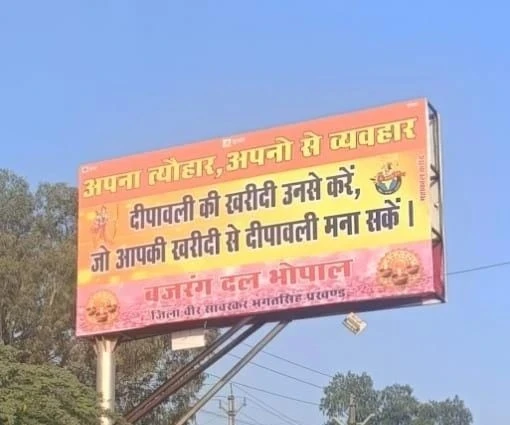 अपना त्यौहार, अपनो से व्यवहार
दीपावली की खरीदी उनसे करें,
जो आपकी खरीदी से दीपावली मना सकें।
बजरंग दल भोपाल
जिला वीर सावरकर भगतसिंह प्रखण्ड